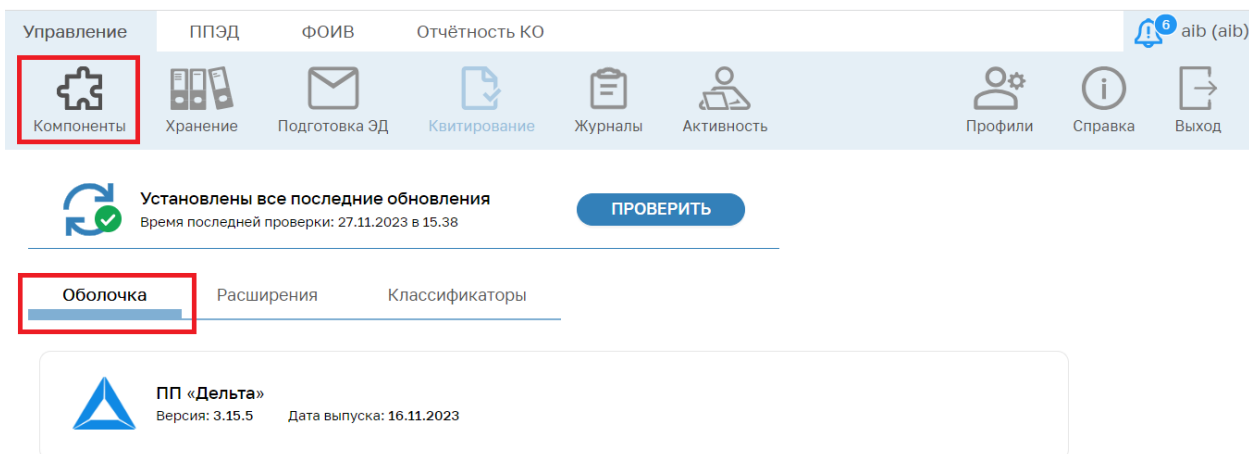 Управление ППЭД ФОИВ Отчётность КО 6 aib (aib)
Компоненты Хранение Подготовка ЭД Квитирование Журналы Активность Профили Справка Выход
Установлены все последние обновления
Время последней проверки: 27.11.2023 в 15.38
ПРОВЕРИТЬ
Оболочка Расширения Классификаторы
ПП «Дельта»
Версия: 3.15.5 Дата выпуска: 16.11.2023